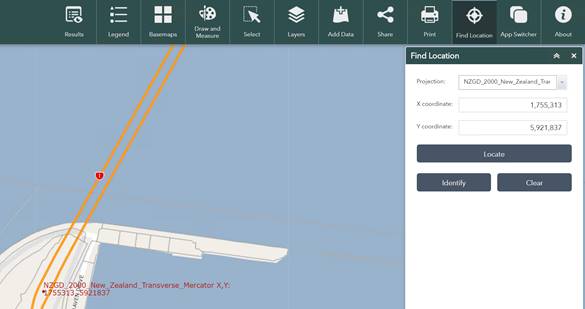 Results
Legend
Basemaps
Draw and
Measure
Select
Layers
Add Data
Share
Print
Find Location
App Switcher
About
Find Location
Projection:
NZGD_2000_New_Zealand_Trar
X coordinate:
1,755,313
Y coordinate:
5,921,837
Locate
Identify
Clear
1
NZGD_2000_New_Zealand_Transverse_Mercator X,Y:
1755313, 5921837